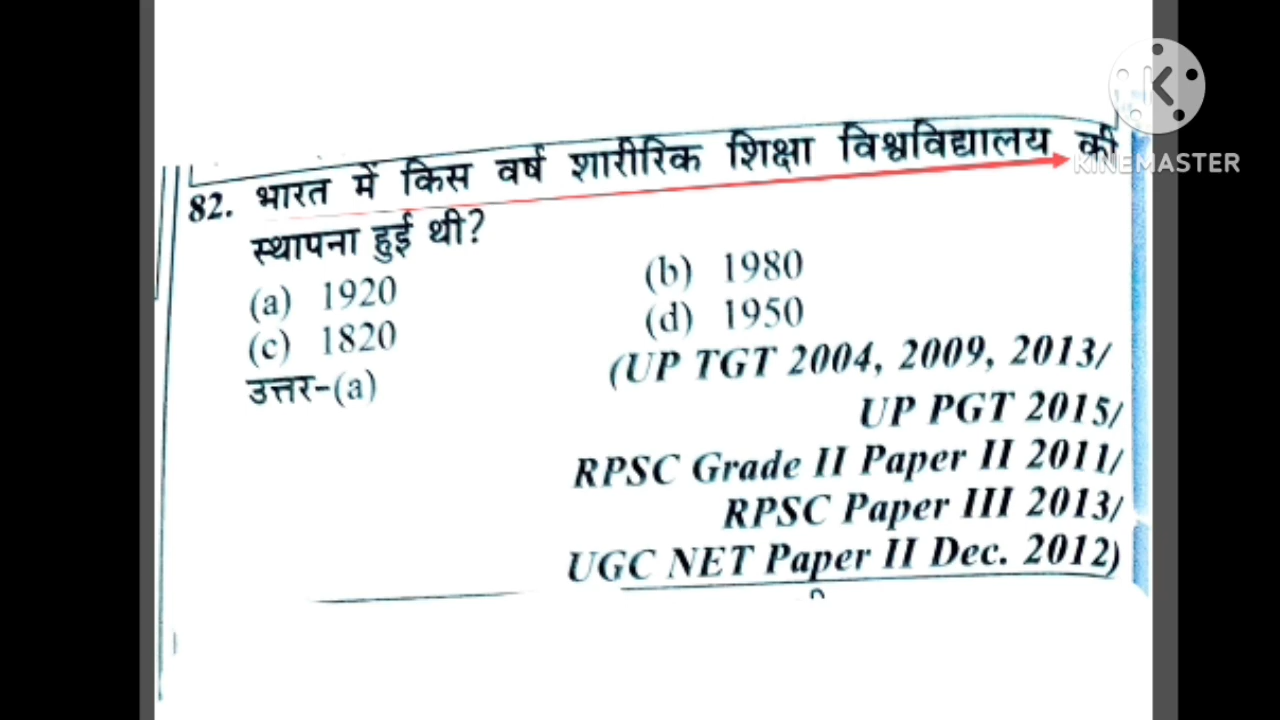 82. भारत में किस वर्ष शारीरिक शिक्षा विश्वविद्यालय की
स्थापना हुई थी?
(a) 1920 (b) 1980
(c) 1820 (d) 1950
उत्तर-(a) (UP TGT 2004, 2009, 2013/
UP PGT 2015/
RPSC Grade II Paper II 2011/
RPSC Paper III 2013/
UGC NET Paper II Dec. 2012)
KINEMASTER